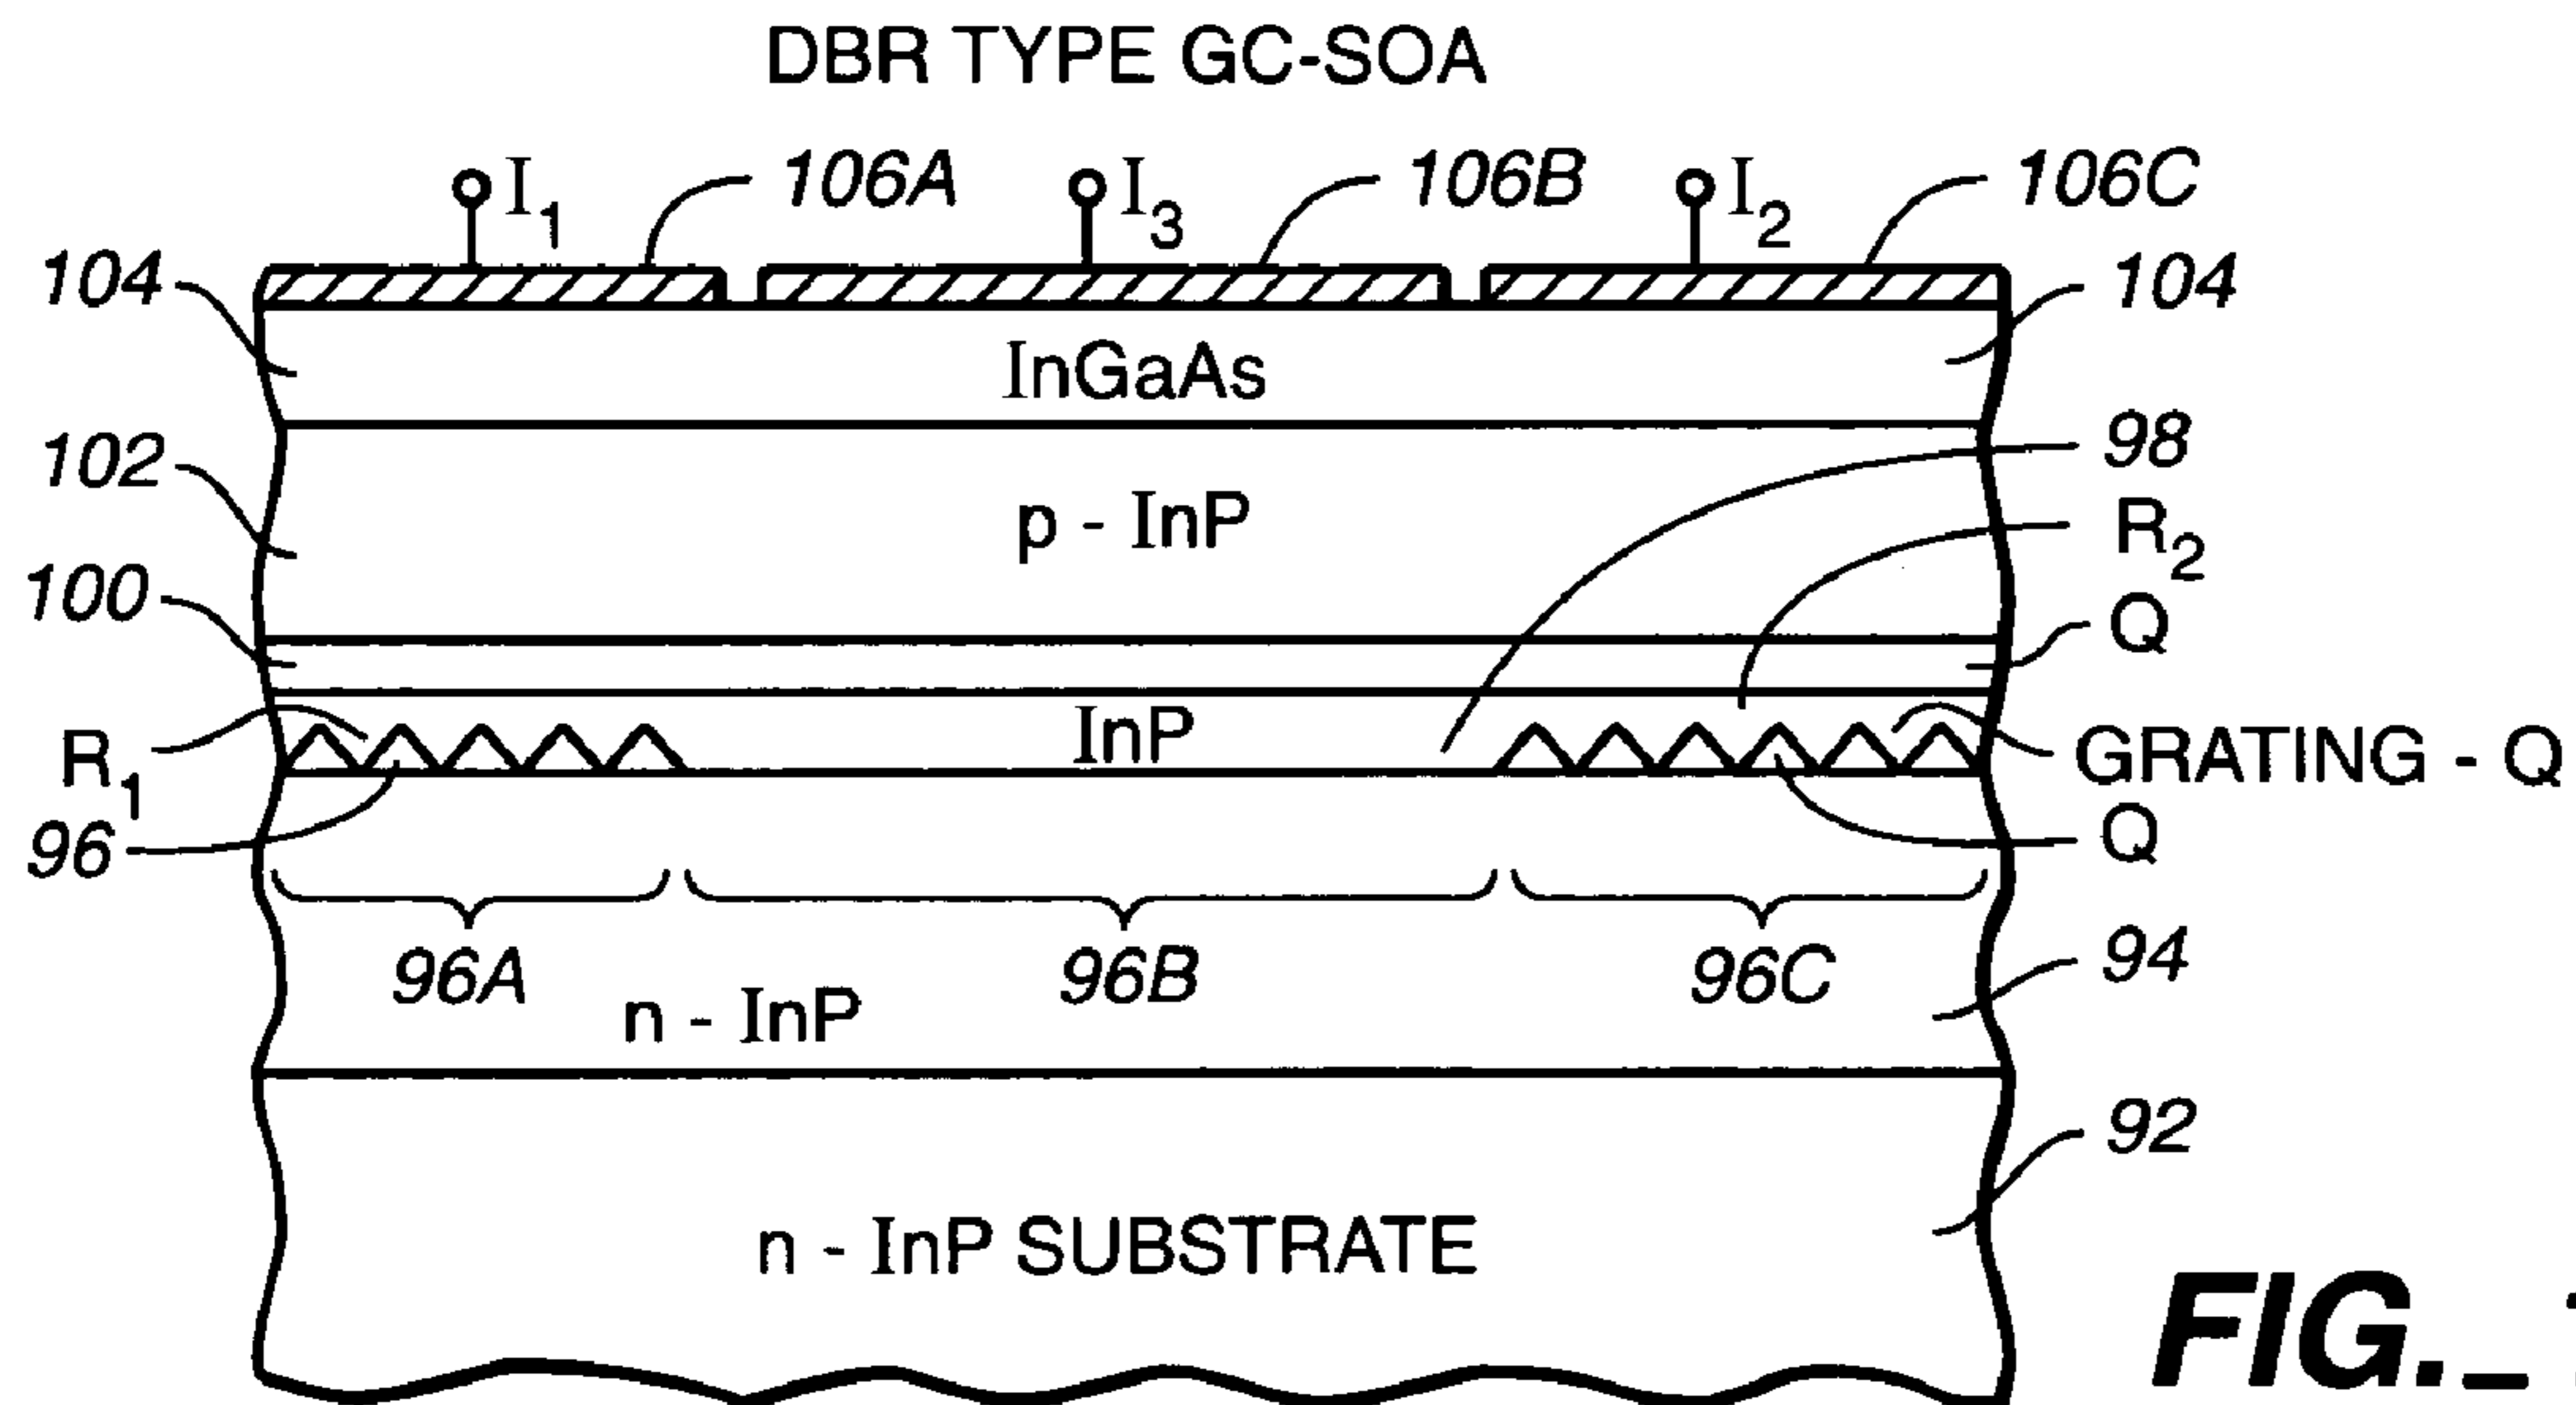 DBR TYPE GC-SOA
I1 106A I3 106B I2 106C
104 104
InGaAs
98
102
p - InP
R2
100
Q
InP
R1
GRATING - Q
96
Q
96A 96B 96C
94
n - InP
92
n - InP SUBSTRATE
FIG._